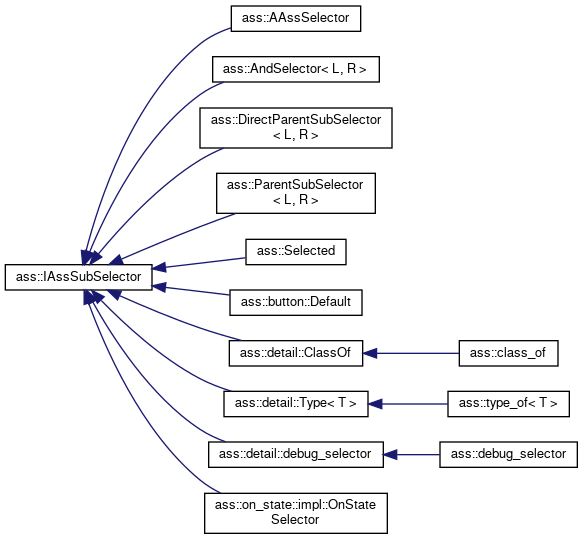 ass::AAssSelector
ass::AndSelector< L, R >
ass::DirectParentSubSelector
< L, R >
ass::ParentSubSelector
< L, R >
ass::Selected
ass::IAssSubSelector
ass::button::Default
ass::detail::ClassOf
ass::class_of
ass::detail::Type< T >
ass::type_of< T >
ass::detail::debug_selector
ass::debug_selector
ass::on_state::impl::OnState
Selector